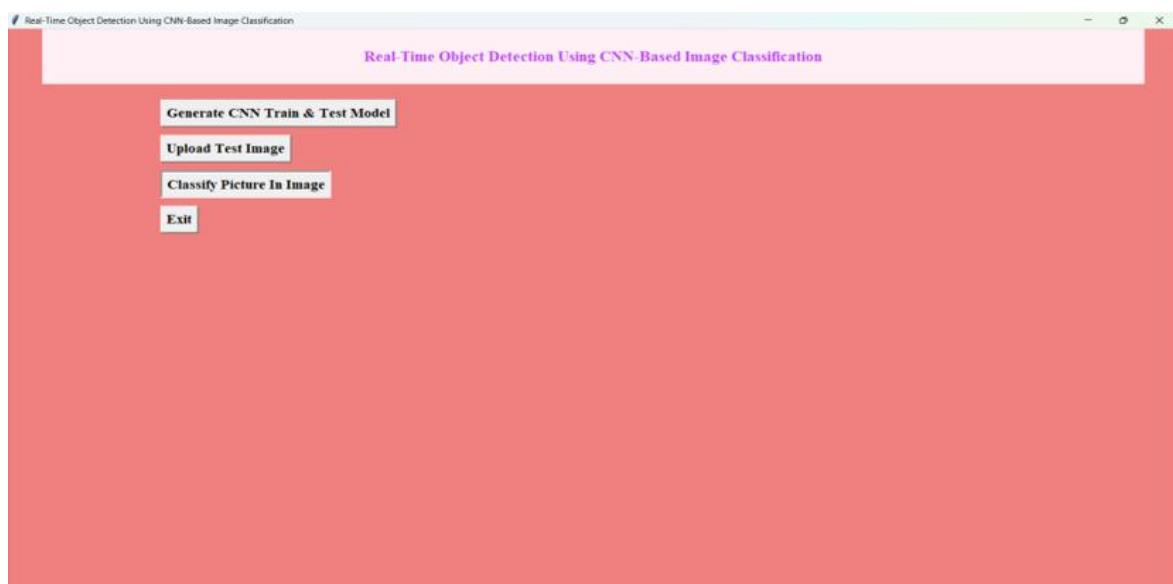 Real-Time Object Detection Using CNN-Based Image Classification
Real-Time Object Detection Using CNN-Based Image Classification
Generate CNN Train & Test Model
Upload Test Image
Classify Picture In Image
Exit